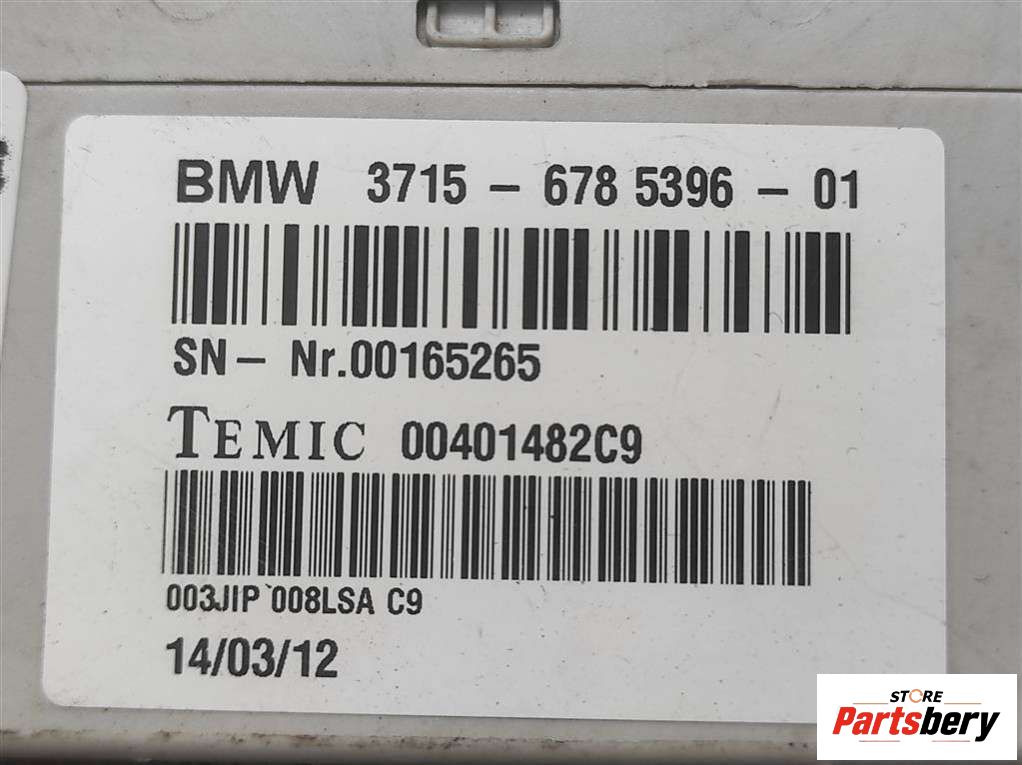 BMW 3715 - 678 5396 - 01
SN- Nr.00165265
TEMIC 00401482C9
003JIP 008LSA C9
14/03/12
STORE
Partsbery